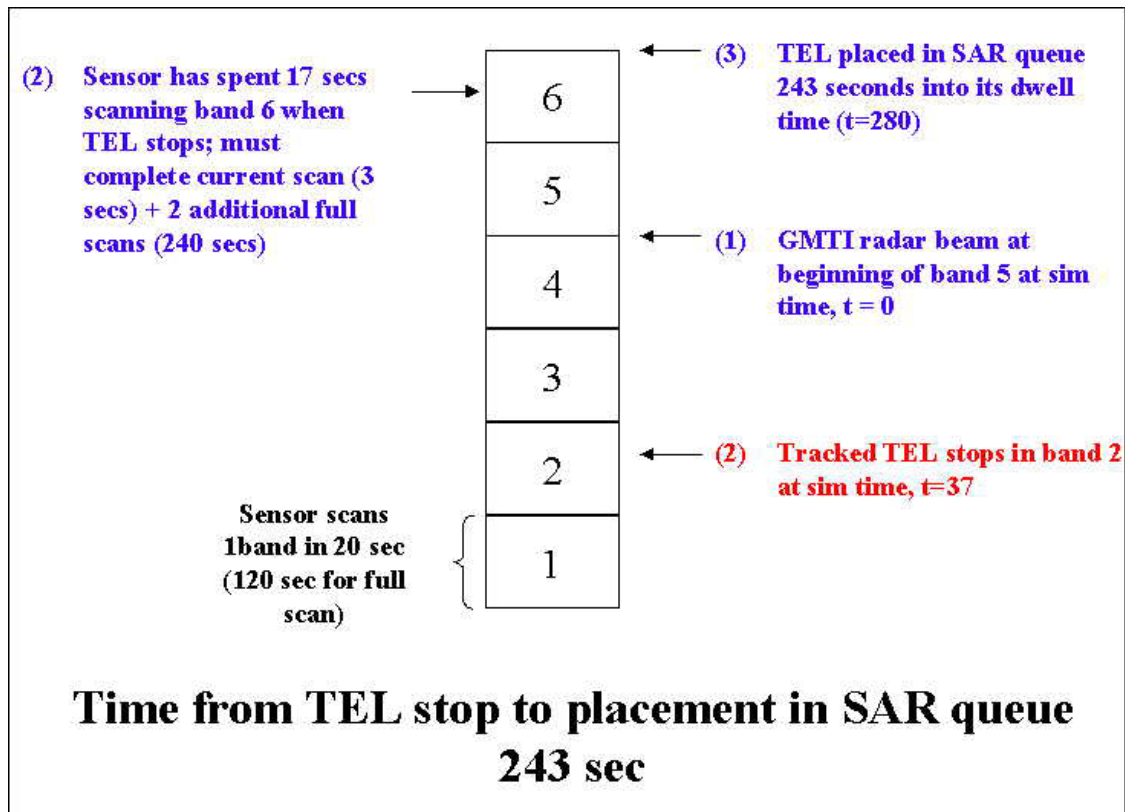 (2) Sensor has spent 17 secs
scanning band 6 when
TEL stops; must
complete current scan (3
secs) + 2 additional full
scans (240 secs)
6
5
4
3
2
1
(3) TEL placed in SAR queue
243 seconds into its dwell
time (t=280)
(1) GMTI radar beam at
beginning of band 5 at sim
time, t = 0
(2) Tracked TEL stops in band 2
at sim time, t=37
Sensor scans
1band in 20 sec
(120 sec for full
scan)
Time from TEL stop to placement in SAR queue
243 sec